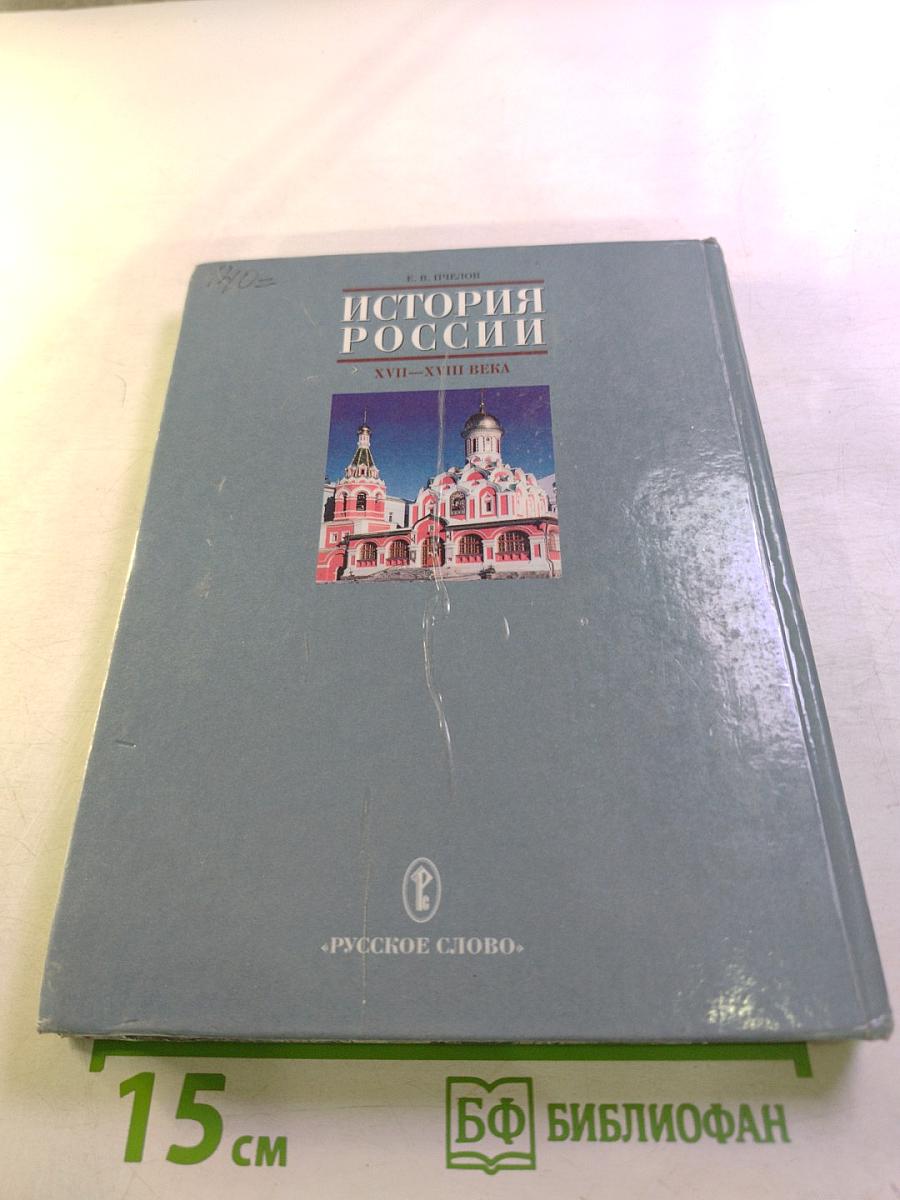 Е. В. ПЧЕЛОВ
ИСТОРИЯ
РОССИИ
XVII—XVIII ВЕКА
«РУССКОЕ СЛОВО»
15 см
БФ БИБЛИОФАН